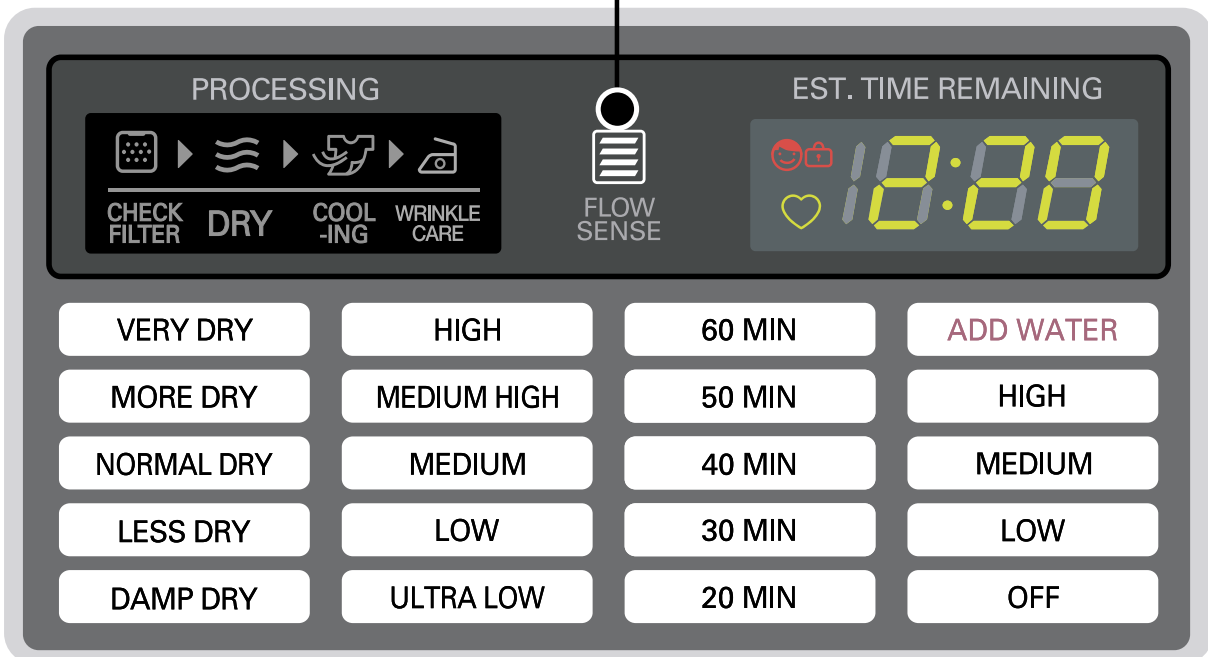 PROCESSING
EST. TIME REMAINING
CHECK
FILTER
DRY
COOL
-ING
WRINKLE
CARE
FLOW
SENSE
2:20
VERY DRY
HIGH
60 MIN
ADD WATER
MORE DRY
MEDIUM HIGH
50 MIN
HIGH
NORMAL DRY
MEDIUM
40 MIN
MEDIUM
LESS DRY
LOW
30 MIN
LOW
DAMP DRY
ULTRA LOW
20 MIN
OFF